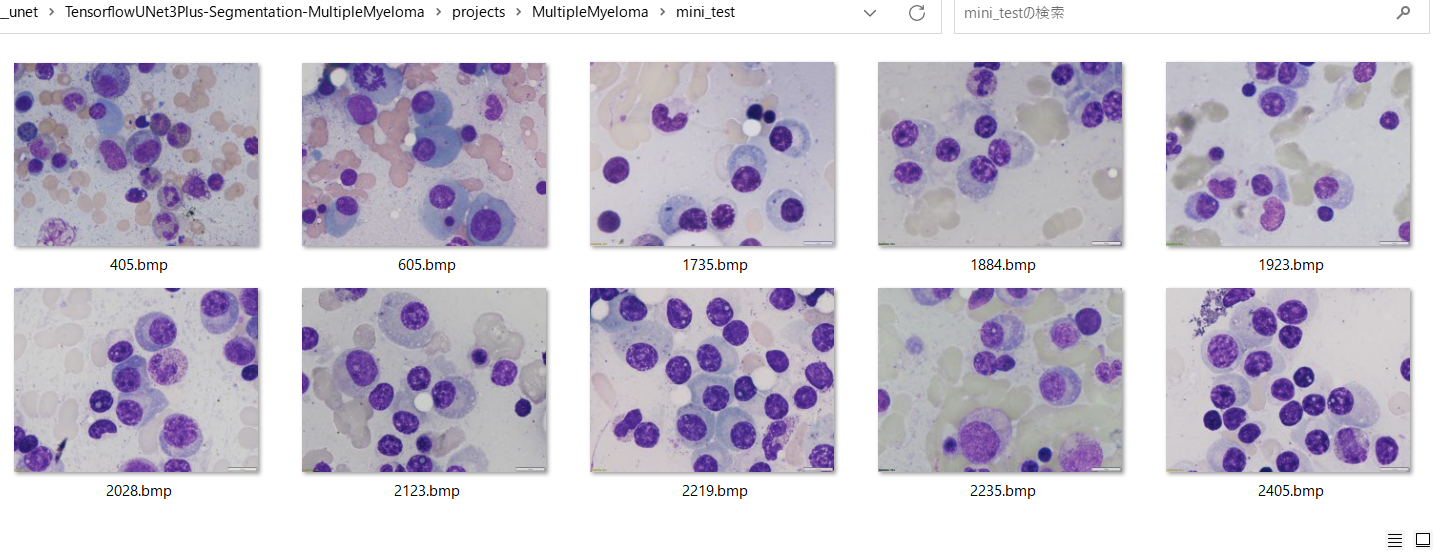 _unet > TensorflowUNet3Plus-Segmentation-MultipleMyeloma > projects > MultipleMyeloma > mini_test
mini_testの検索
405.bmp
605.bmp
1735.bmp
1884.bmp
1923.bmp
2028.bmp
2123.bmp
2219.bmp
2235.bmp
2405.bmp